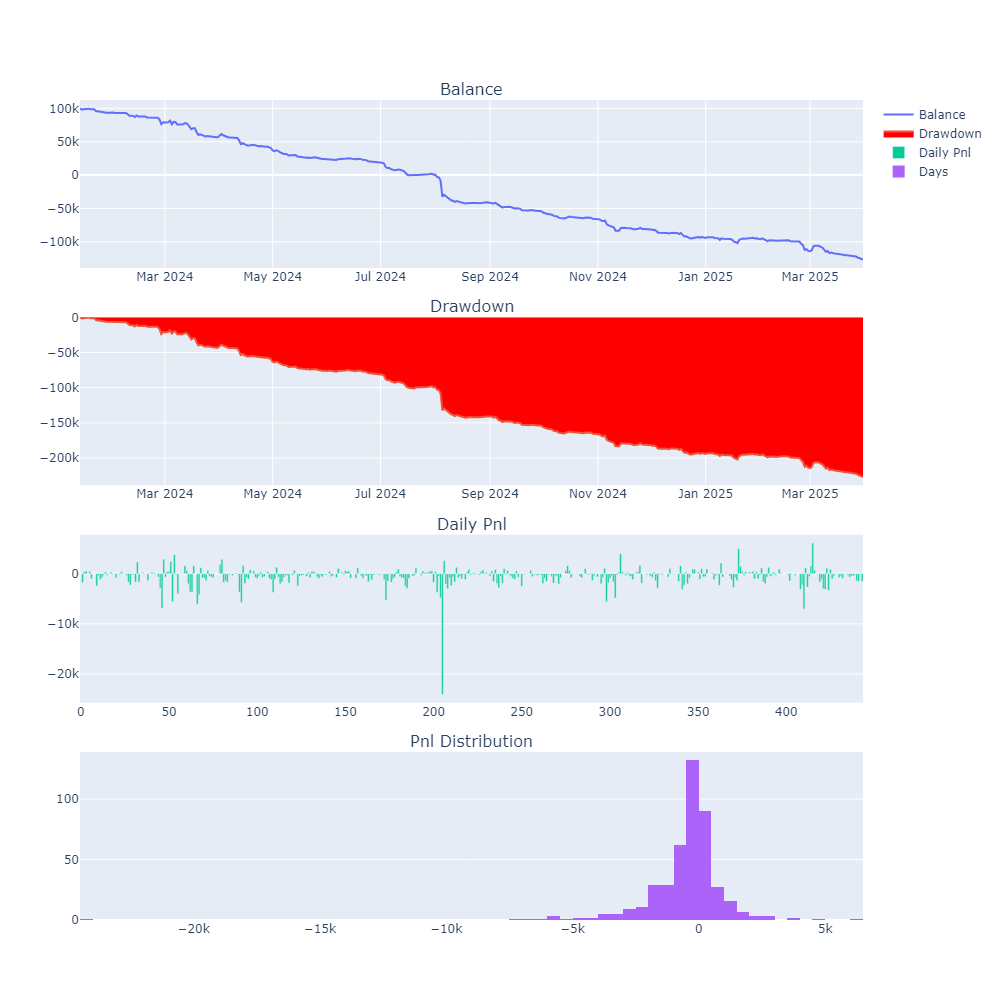 Balance
100k
50k
0
−50k
−100k
Mar 2024 May 2024 Jul 2024 Sep 2024 Nov 2024 Jan 2025 Mar 2025
Balance
Drawdown
Daily Pnl
Days
Drawdown
0
−50k
−100k
−150k
−200k
Mar 2024 May 2024 Jul 2024 Sep 2024 Nov 2024 Jan 2025 Mar 2025
Daily Pnl
0
−10k
−20k
0 50 100 150 200 250 300 350 400
Pnl Distribution
100
50
0
−20k −15k −10k −5k 0 5k